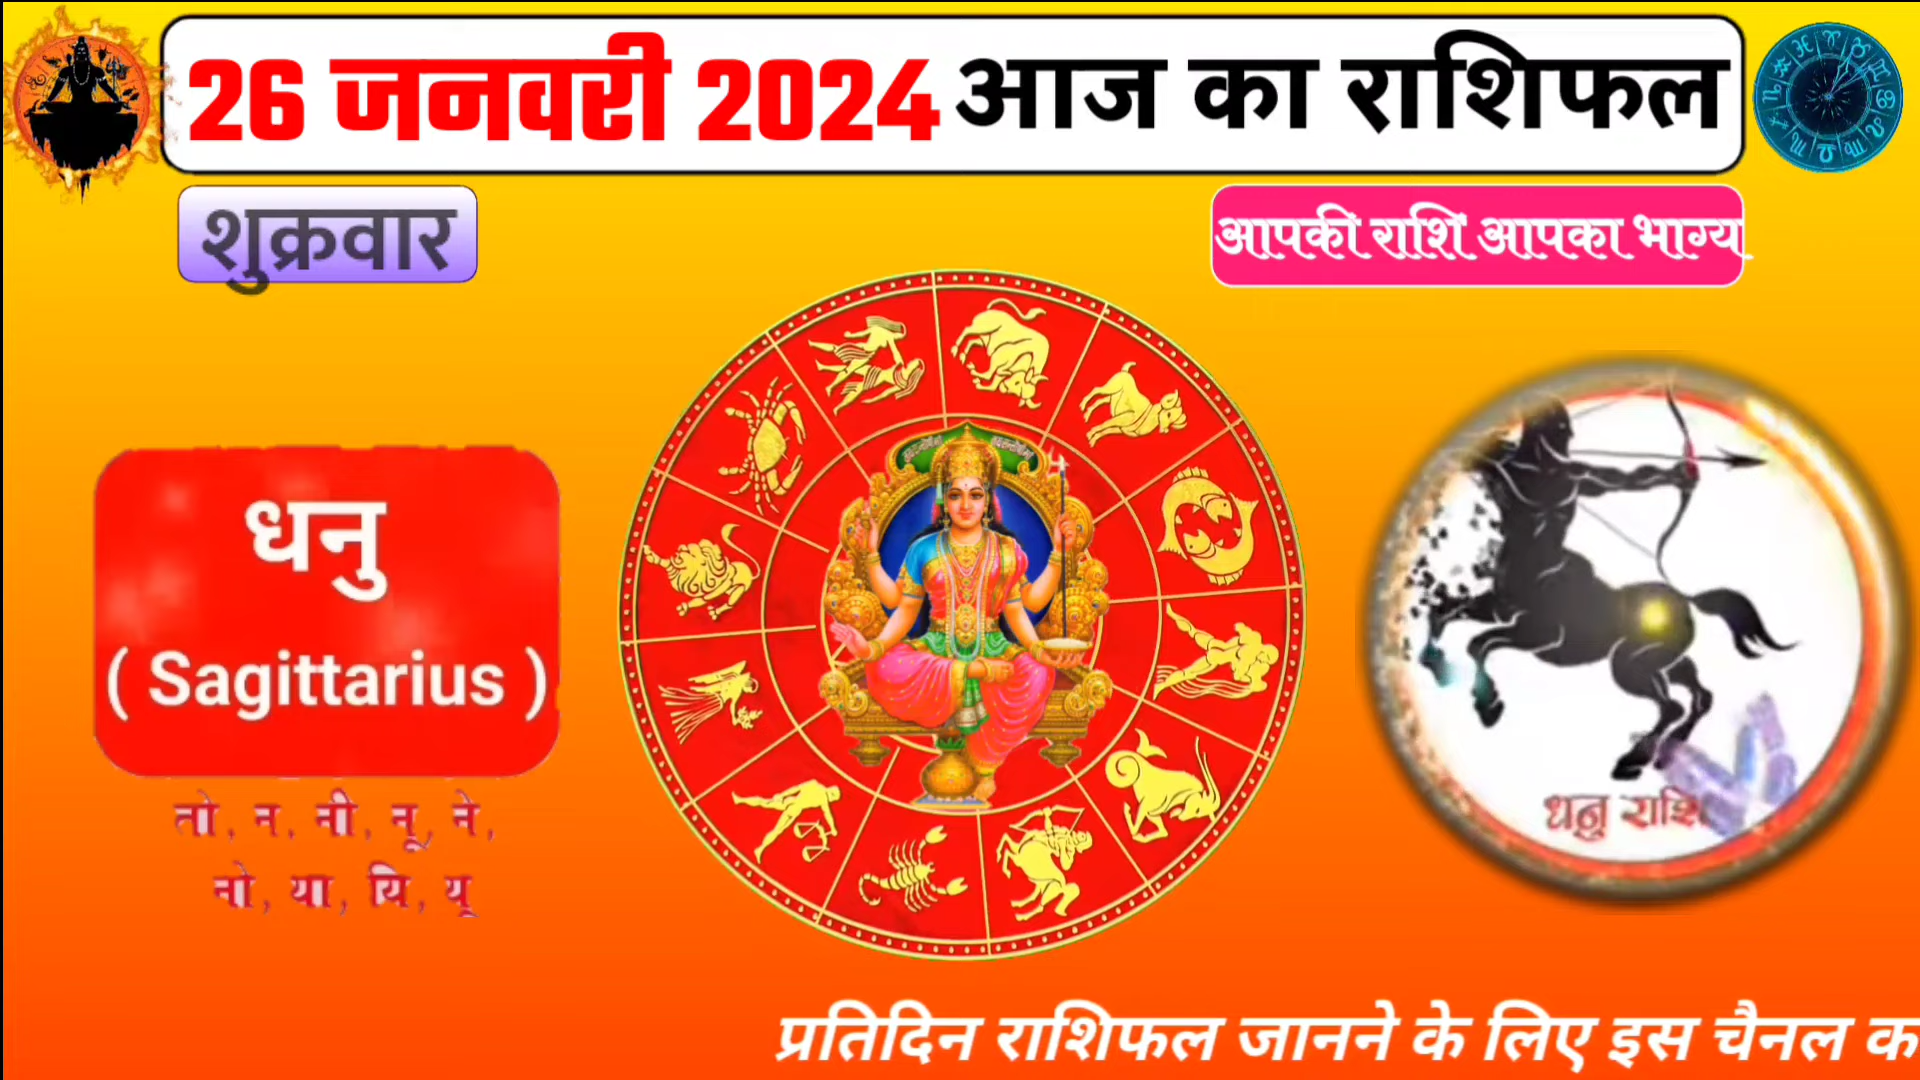 26 जनवरी 2024 आज का राशिफल
शुक्रवार
आपकी राशि आपका भाग्य
धनु
( Sagittarius )
तो, न, नी, नू, ने,
नो, या, यि, यू
धनु राशि
प्रतिदिन राशिफल जानने के लिए इस चैनल क